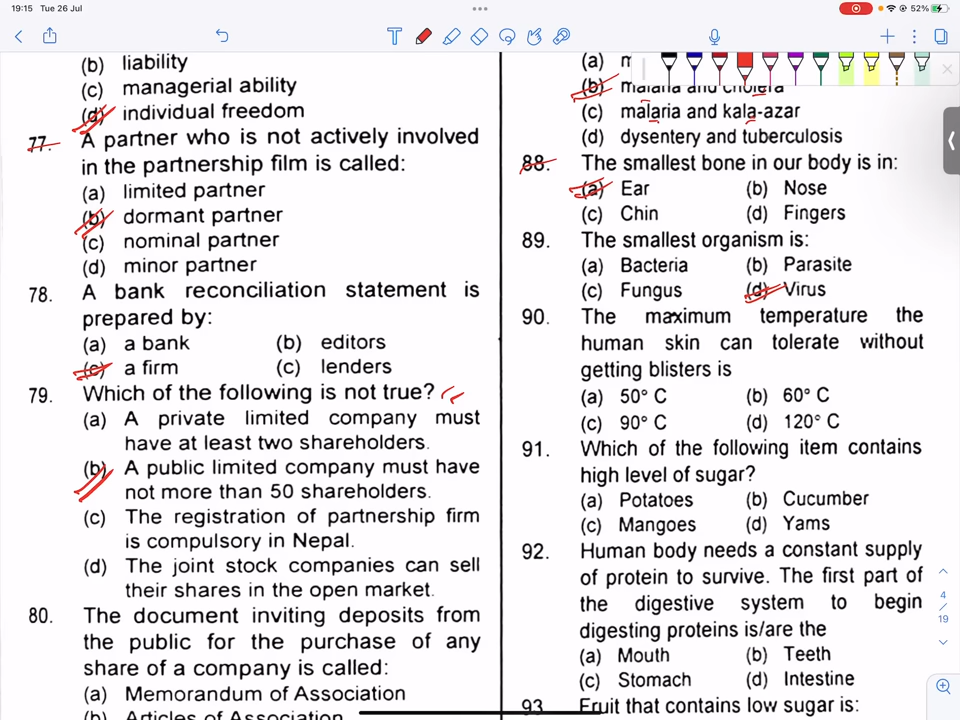 19:15 Tue 26 Jul
52%
(b) liability
(c) managerial ability
(d) individual freedom
77. A partner who is not actively involved
in the partnership film is called:
(a) limited partner
(b) dormant partner
(c) nominal partner
(d) minor partner
78. A bank reconciliation statement is
prepared by:
(a) a bank (b) editors
(c) a firm (c) lenders
79. Which of the following is not true?
(a) A private limited company must
have at least two shareholders.
(b) A public limited company must have
not more than 50 shareholders.
(c) The registration of partnership firm
is compulsory in Nepal.
(d) The joint stock companies can sell
their shares in the open market.
80. The document inviting deposits from
the public for the purchase of any
share of a company is called:
(a) Memorandum of Association
(b) Articles of Association
(a)
(b) malaria and cholera
(c) malaria and kala-azar
(d) dysentery and tuberculosis
88. The smallest bone in our body is in:
(a) Ear (b) Nose
(c) Chin (d) Fingers
89. The smallest organism is:
(a) Bacteria (b) Parasite
(c) Fungus (d) Virus
90. The maximum temperature the
human skin can tolerate without
getting blisters is
(a) 50° C (b) 60° C
(c) 90° C (d) 120° C
91. Which of the following item contains
high level of sugar?
(a) Potatoes (b) Cucumber
(c) Mangoes (d) Yams
92. Human body needs a constant supply
of protein to survive. The first part of
the digestive system to begin
digesting proteins is/are the
(a) Mouth (b) Teeth
(c) Stomach (d) Intestine
93 Fruit that contains low sugar is:
4
/
19